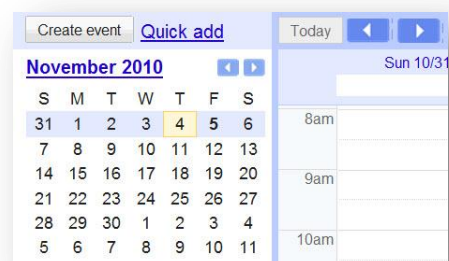 Create event Quick add
November 2010
S M T W T F S
31 1 2 3 4 5 6
7 8 9 10 11 12 13
14 15 16 17 18 19 20
21 22 23 24 25 26 27
28 29 30 1 2 3 4
5 6 7 8 9 10 11
Today
Sun 10/31
8am
9am
10am